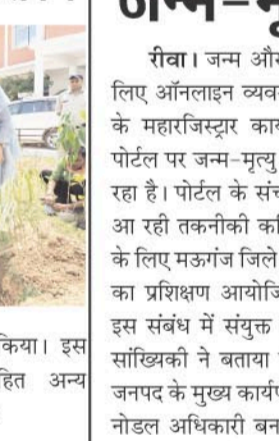 जन्म-मृ
रीवा। जन्म और
लिए ऑनलाइन व्यव
के महारजिस्ट्रार का
पोर्टल पर जन्म-मृत्यु
रहा है। पोर्टल के सं
आ रही तकनीकी क
के लिए मऊगंज जिले
का प्रशिक्षण आयोजि
इस संबंध में संयुक्त
सांख्यिकी ने बताया
जनपद के मुख्य कार्यप
नोडल अधिकारी बन
किया। इस
हित अन्य